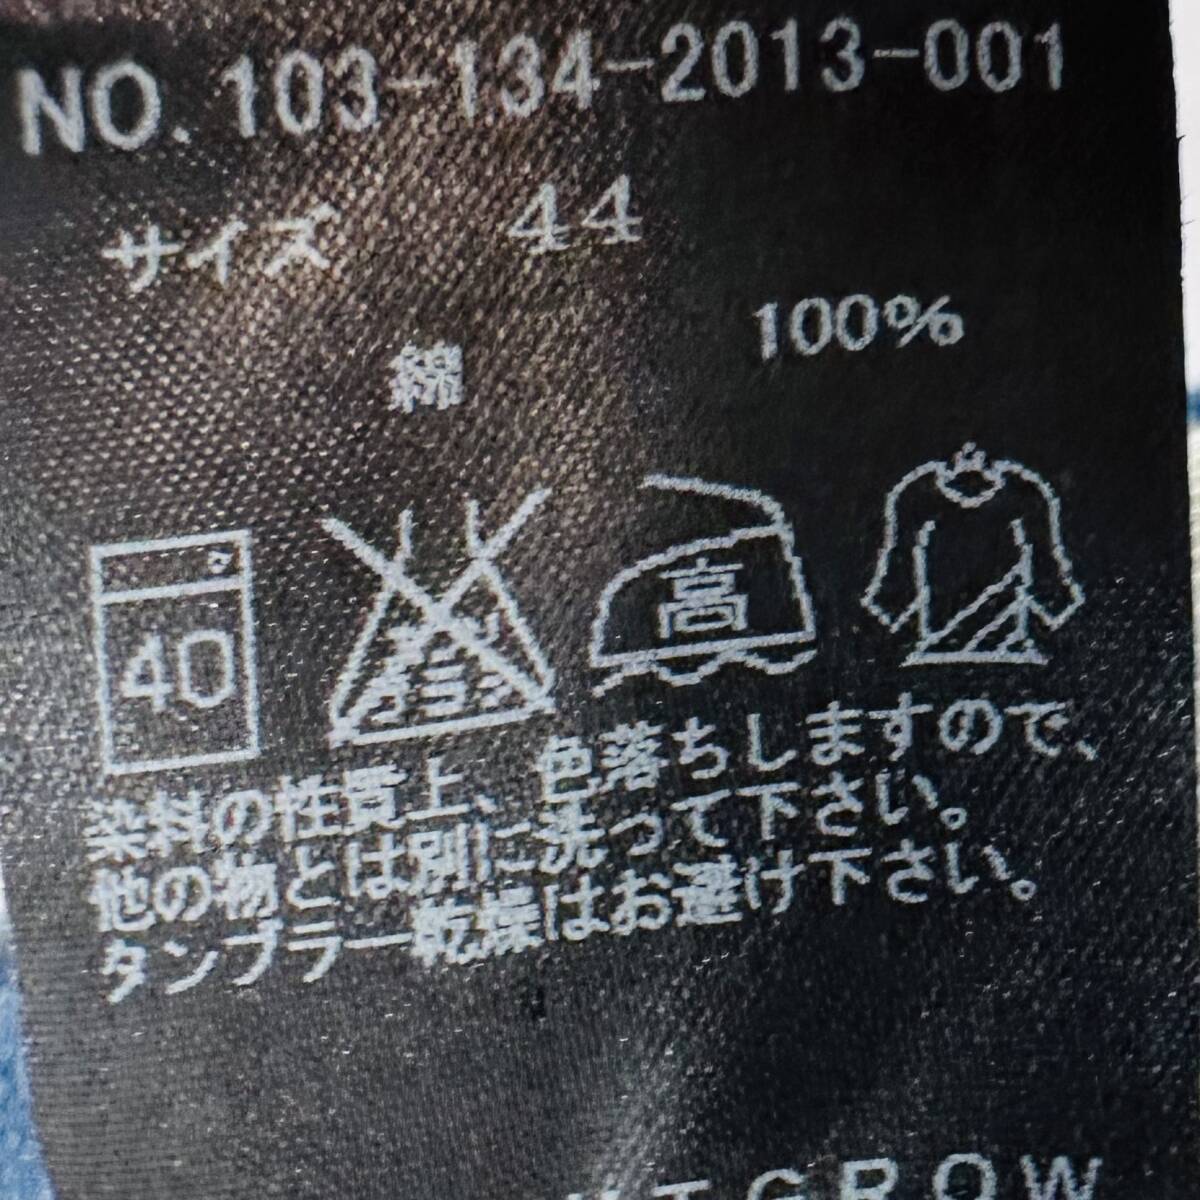 NO. 103-134-2013-001
サイズ 44
綿 100%
40
高
染料の性質上、色落ちしますので、
他の物とは別に洗って下さい。
タンブラー乾燥はお避け下さい。